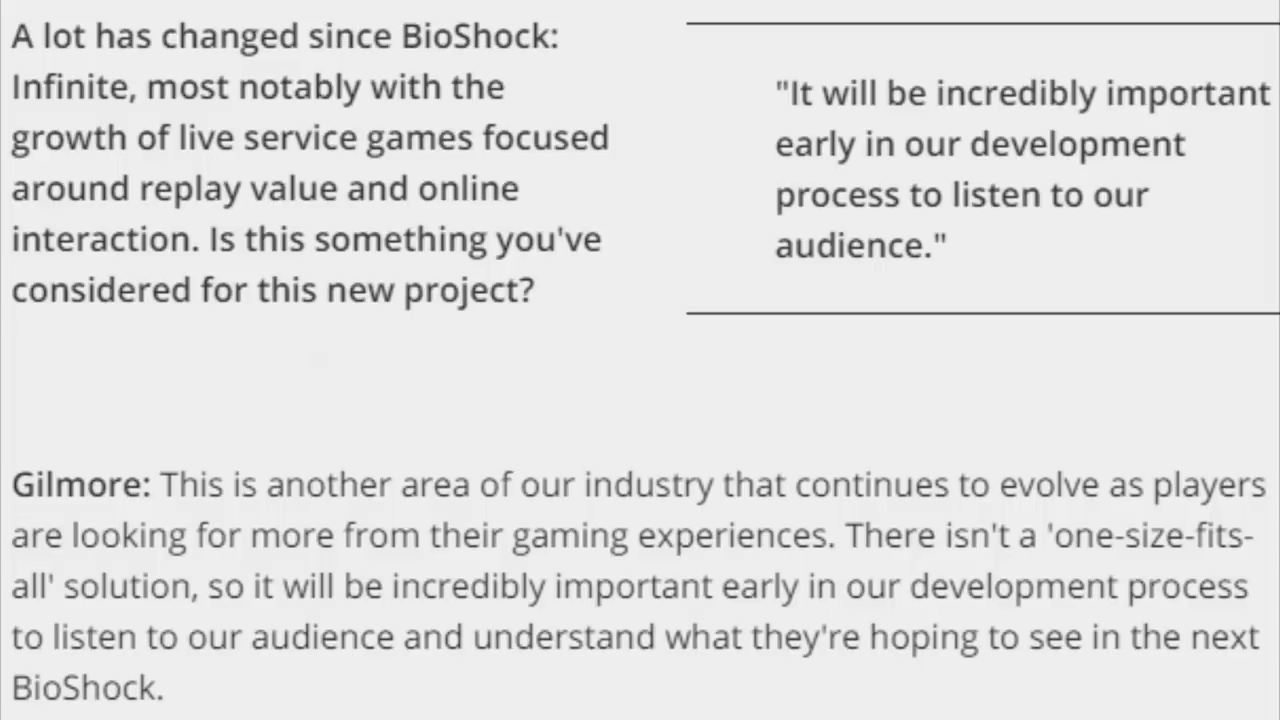 A lot has changed since BioShock:
Infinite, most notably with the
growth of live service games focused
around replay value and online
interaction. Is this something you've
considered for this new project?
"It will be incredibly important
early in our development
process to listen to our
audience."
Gilmore: This is another area of our industry that continues to evolve as players
are looking for more from their gaming experiences. There isn't a 'one-size-fits-
all' solution, so it will be incredibly important early in our development process
to listen to our audience and understand what they're hoping to see in the next
BioShock.